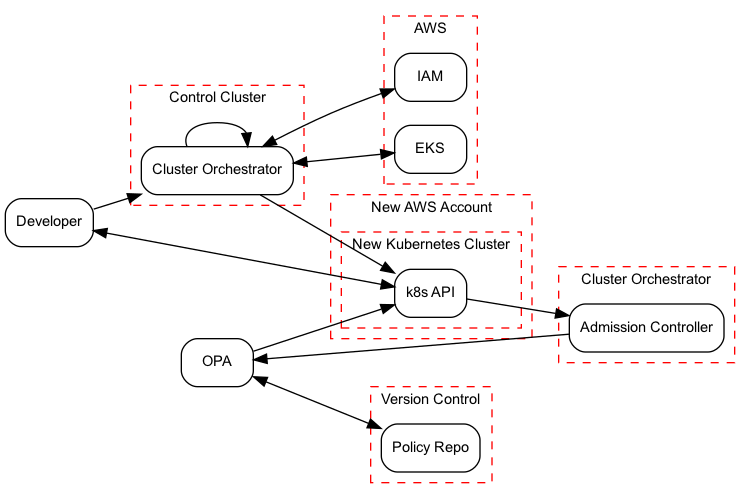 AWS
IAM
EKS
Control Cluster
Cluster Orchestrator
Developer
New AWS Account
New Kubernetes Cluster
k8s API
Cluster Orchestrator
Admission Controller
OPA
Version Control
Policy Repo